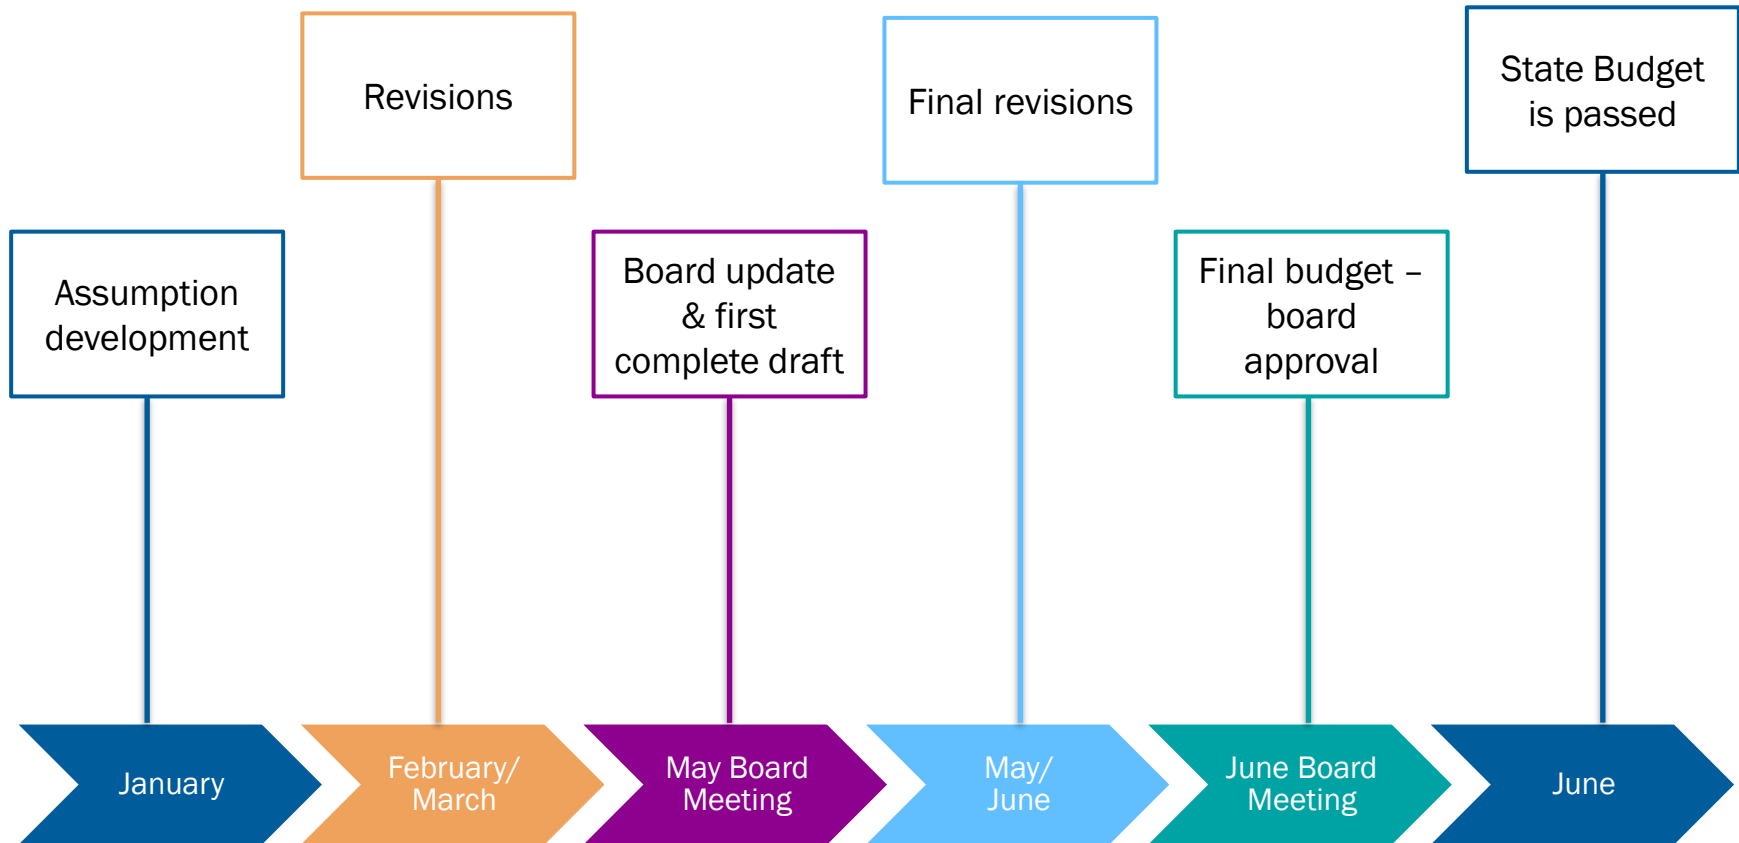 Assumption
development
Revisions
Board update
& first
complete draft
Final revisions
Final budget –
board
approval
State Budget
is passed
January
February/
March
May Board
Meeting
May/
June
June Board
Meeting
June